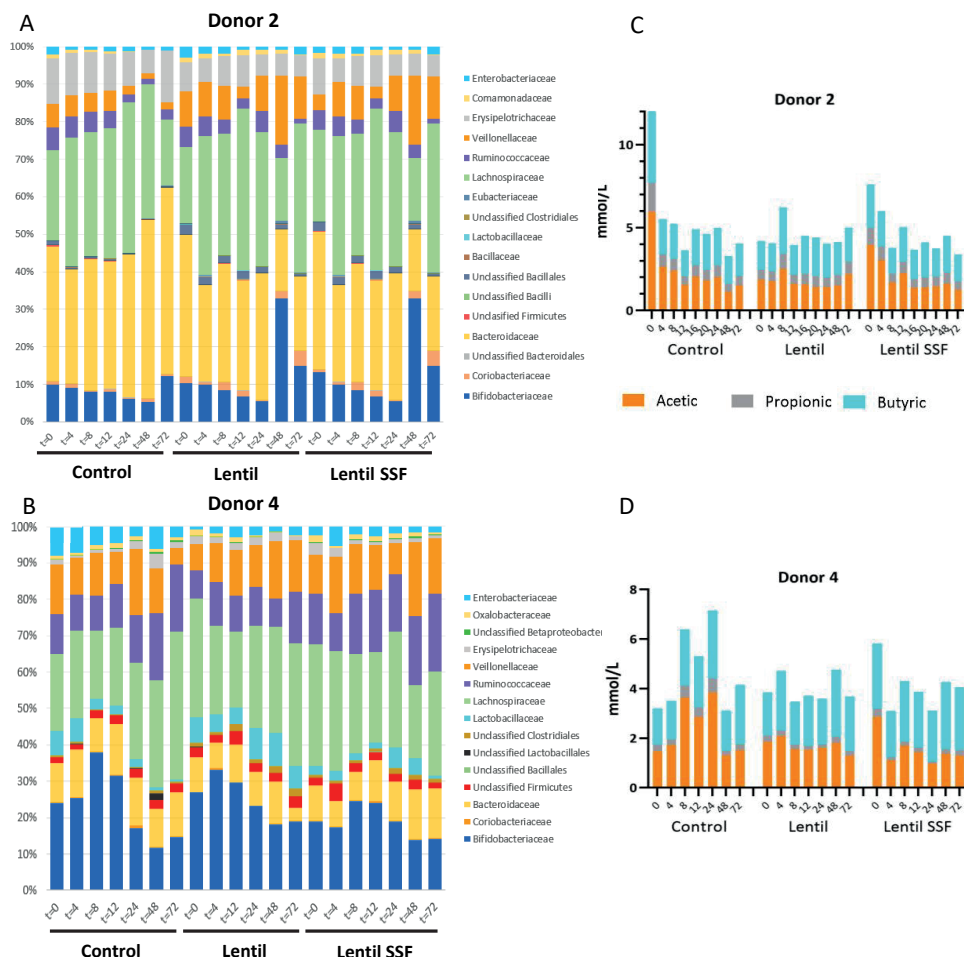 A
Donor 2
100%
90%
80%
70%
60%
50%
40%
30%
20%
10%
0%
t=0 t=4 t=8 t=12 t=24 t=48 t=72 t=0 t=4 t=8 t=12 t=24 t=48 t=72 t=0 t=4 t=8 t=12 t=24 t=48 t=72
Control Lentil Lentil SSF
Enterobacteriaceae
Comamonadaceae
Erysipelotrichaceae
Veillonellaceae
Ruminococcaceae
Lachnospiraceae
Eubacteriaceae
Unclassified Clostridiales
Lactobacillaceae
Bacillaceae
Unclassified Bacillales
Unclassified Bacilli
Unclasified Firmicutes
Bacteroidaceae
Unclassified Bacteroidales
Coriobacteriaceae
Bifidobacteriaceae
C
Donor 2
mmol/L
10
5
0
0 4 8 12 16 20 24 48 72 0 4 8 12 16 20 24 48 72 0 4 8 12 16 20 24 48 72
Control Lentil Lentil SSF
Acetic Propionic Butyric
B
Donor 4
100%
90%
80%
70%
60%
50%
40%
30%
20%
10%
0%
t=0 t=4 t=8 t=12 t=24 t=48 t=72 t=0 t=4 t=12 t=24 t=48 t=72 t=0 t=4 t=8 t=12 t=24 t=48 t=72
Control Lentil Lentil SSF
Enterobacteriaceae
Oxalobacteraceae
Unclassified Betaproteobacter
Erysipelotrichaceae
Veillonellaceae
Ruminococcaceae
Lachnospiraceae
Lactobacillaceae
Unclassified Clostridiales
Unclassified Lactobacillales
Unclassified Bacillales
Unclassified Firmicutes
Bacteroidaceae
Coriobacteriaceae
Bifidobacteriaceae
D
Donor 4
mmol/L
8
6
4
2
0
0 4 8 12 24 48 72 0 4 8 12 24 48 72 0 4 8 12 24 48 72
Control Lentil Lentil SSF